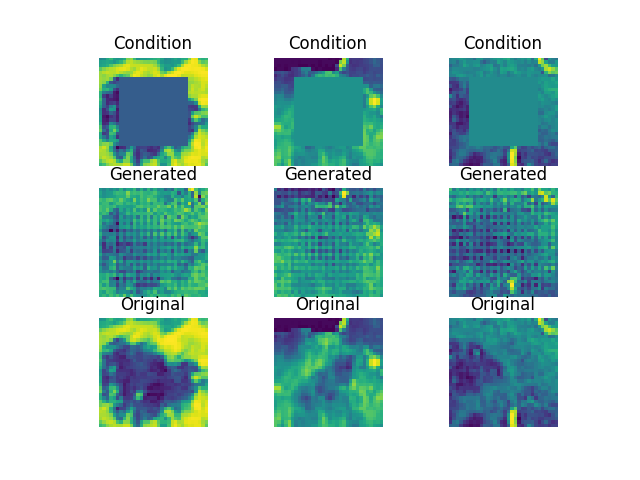 Condition Condition Condition
Generated Generated Generated
Original Original Original